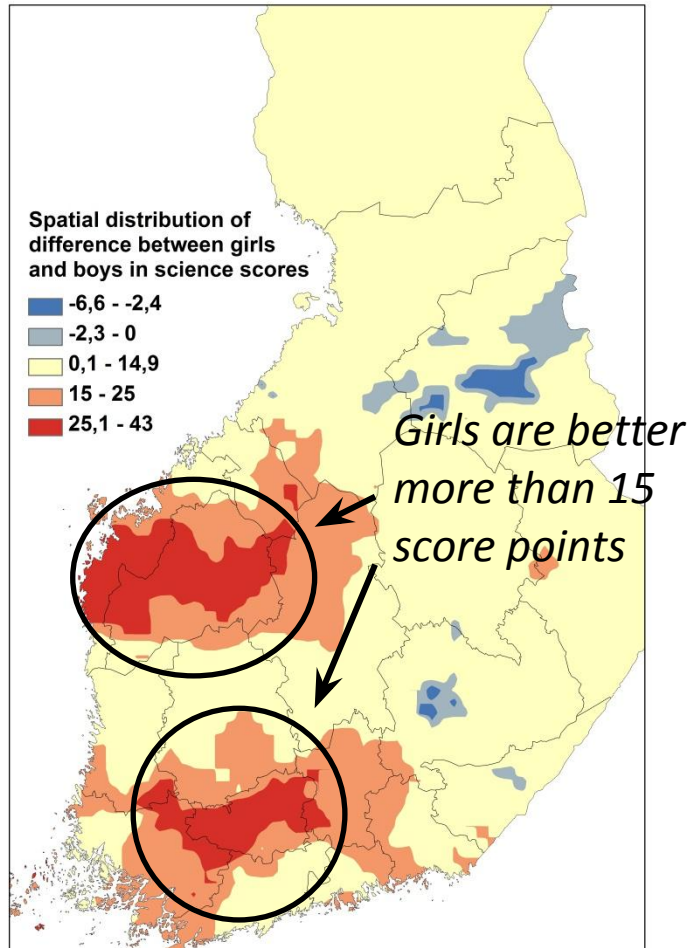 Spatial distribution of
difference between girls
and boys in science scores
-6,6 - -2,4
-2,3 - 0
0,1 - 14,9
15 - 25
25,1 - 43
Girls are better
more than 15
score points